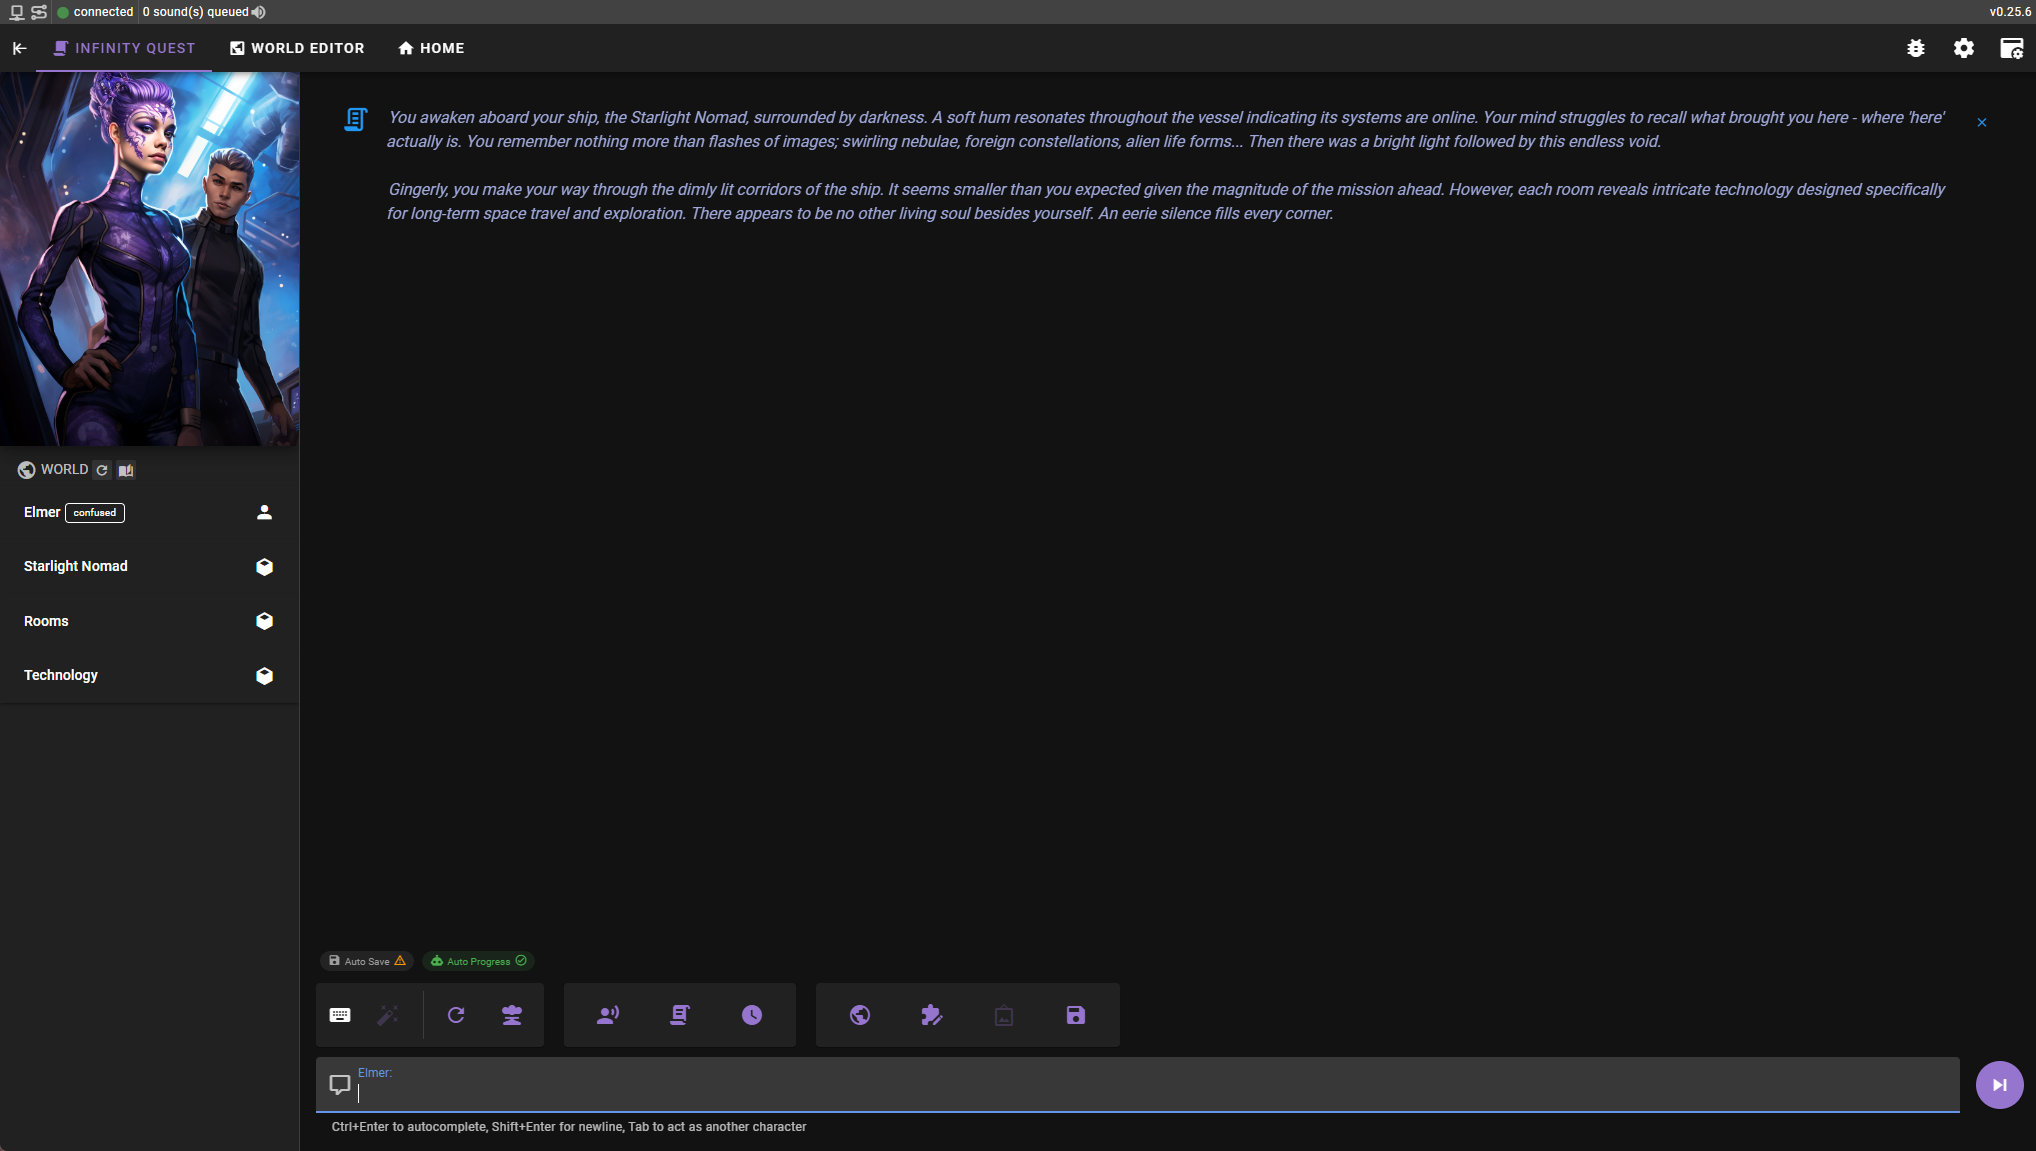 connected 0 sound(s) queued v0.25.6
INFINITY QUEST WORLD EDITOR HOME
You awaken aboard your ship, the Starlight Nomad, surrounded by darkness. A soft hum resonates throughout the vessel indicating its systems are online. Your mind struggles to recall what brought you here - where 'here'
actually is. You remember nothing more than flashes of images; swirling nebulae, foreign constellations, alien life forms... Then there was a bright light followed by this endless void.
Gingerly, you make your way through the dimly lit corridors of the ship. It seems smaller than you expected given the magnitude of the mission ahead. However, each room reveals intricate technology designed specifically
for long-term space travel and exploration. There appears to be no other living soul besides yourself. An eerie silence fills every corner.
WORLD
Elmer confused
Starlight Nomad
Rooms
Technology
Auto Save Auto Progress
Elmer:
Ctrl+Enter to autocomplete, Shift+Enter for newline, Tab to act as another character